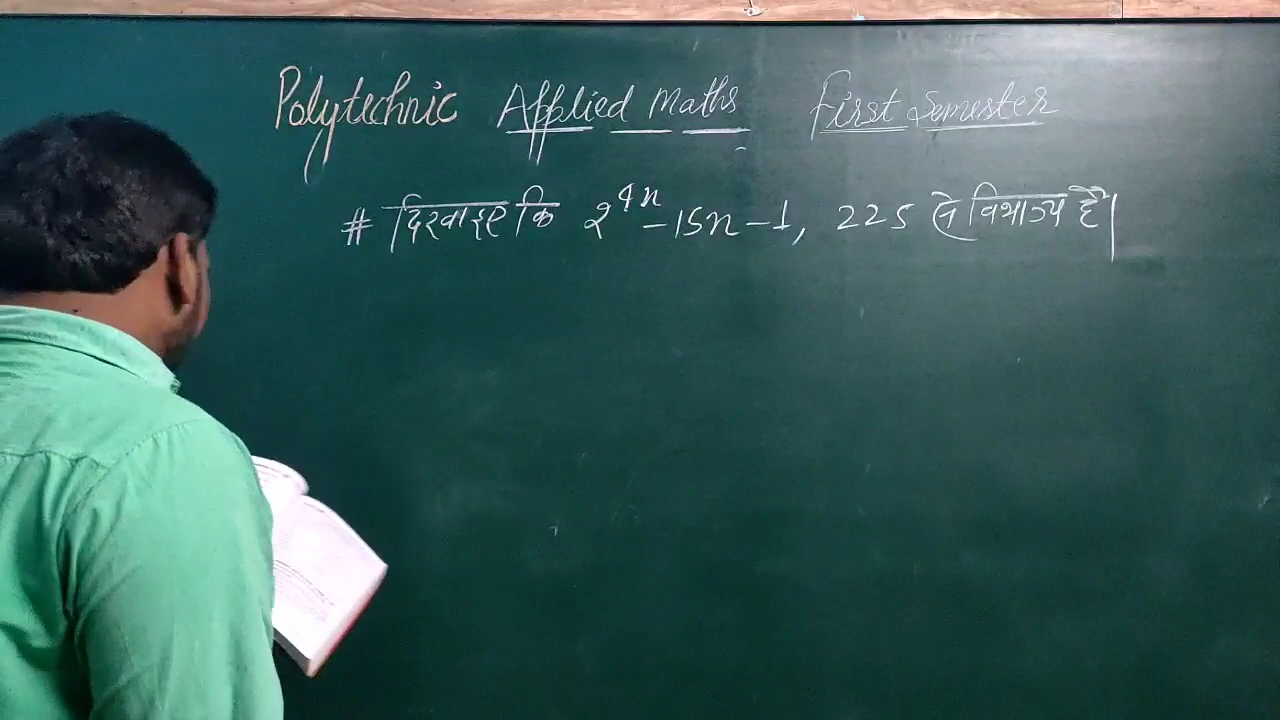 Polytechnic Applied Maths First Semester
# दिखाइए कि 2^{4n} - 15n - 1, 225 से विभाज्य है।